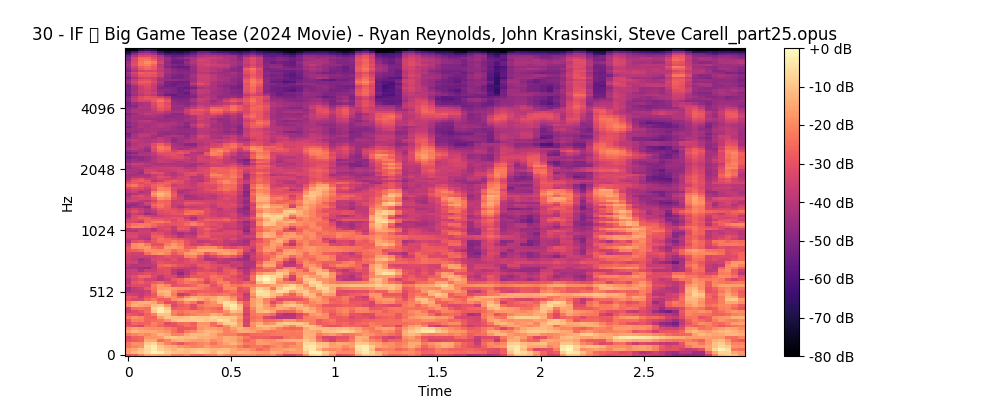 30 - IF ▯ Big Game Tease (2024 Movie) - Ryan Reynolds, John Krasinski, Steve Carell_part25.opus
+0 dB
-10 dB
-20 dB
-30 dB
-40 dB
-50 dB
-60 dB
-70 dB
-80 dB
4096
2048
1024
512
0
Hz
0
0.5
1
1.5
2
2.5
Time